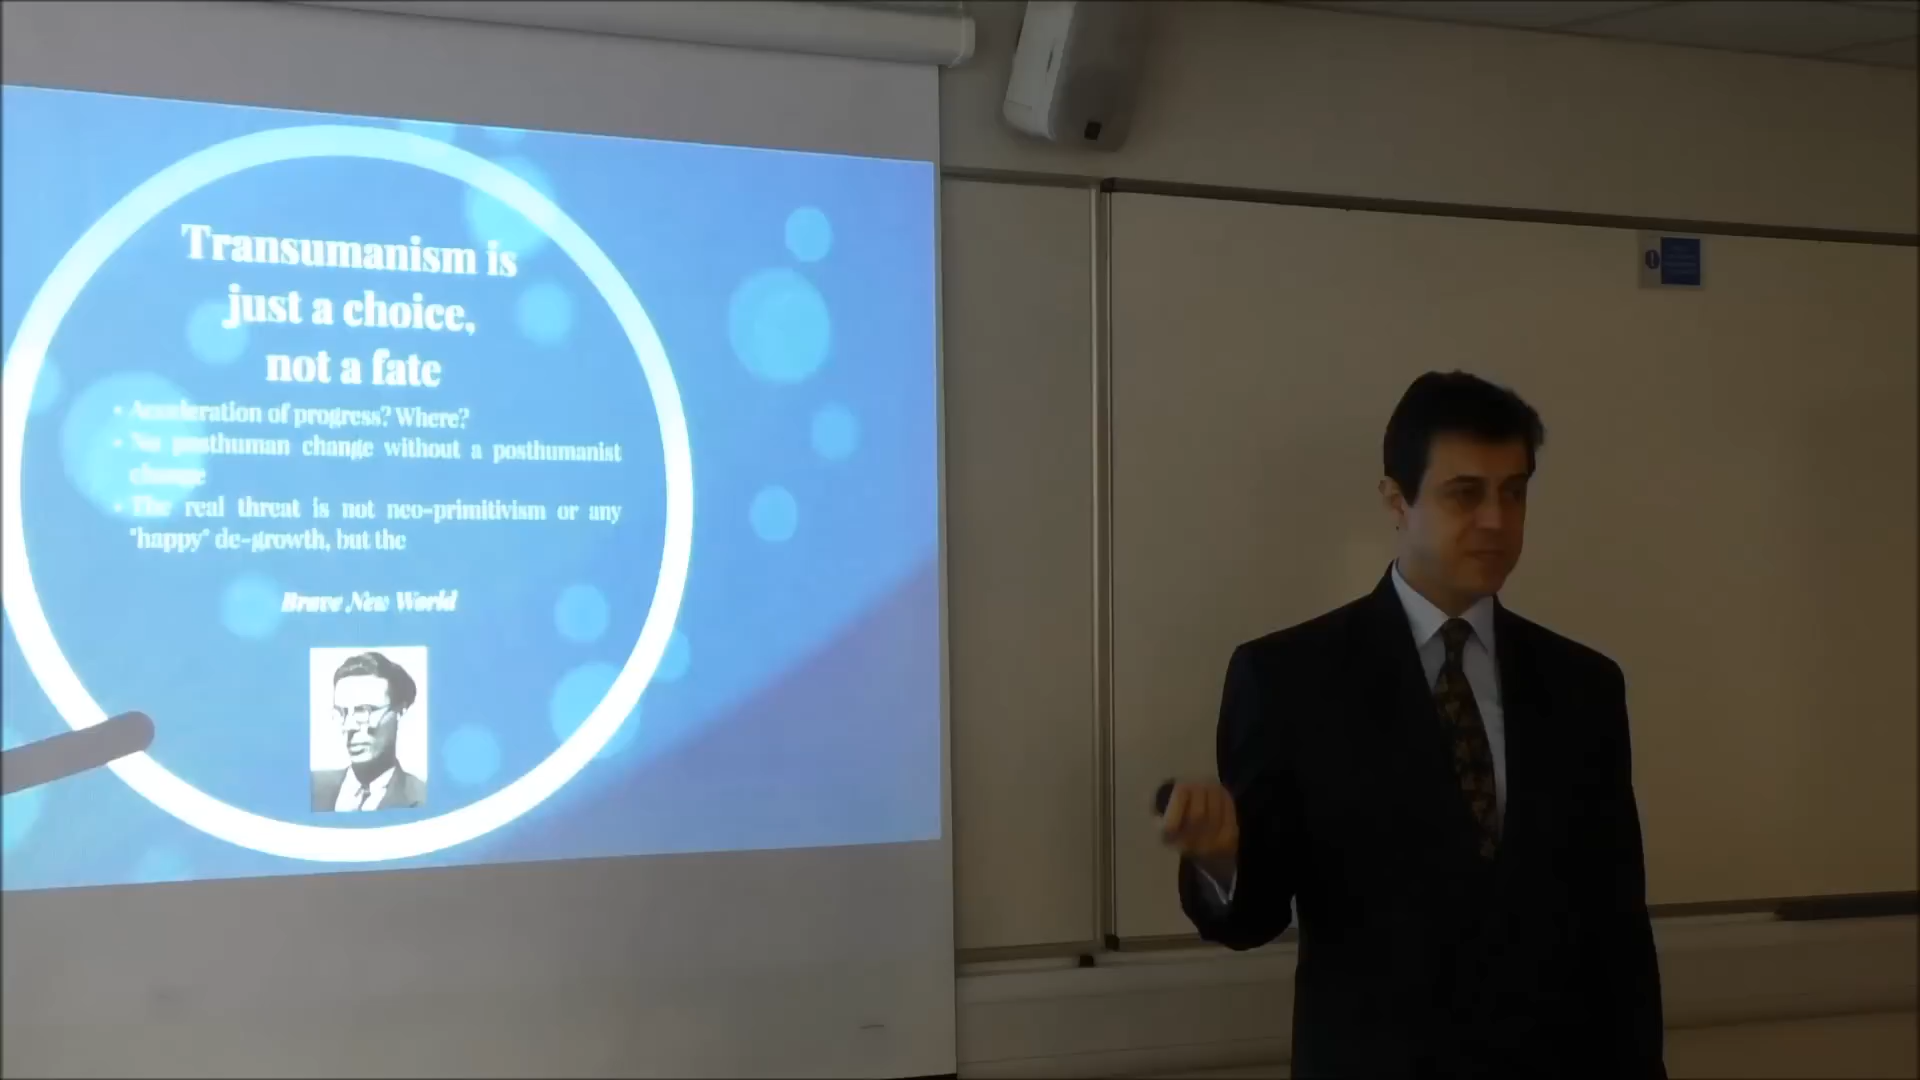 Transumanism is
just a choice,
not a fate
• Acceleration of progress? Where?
• No posthuman change without a posthumanist
change
• The real threat is not neo-primitivism or any
"happy" de-growth, but the
Brave New World